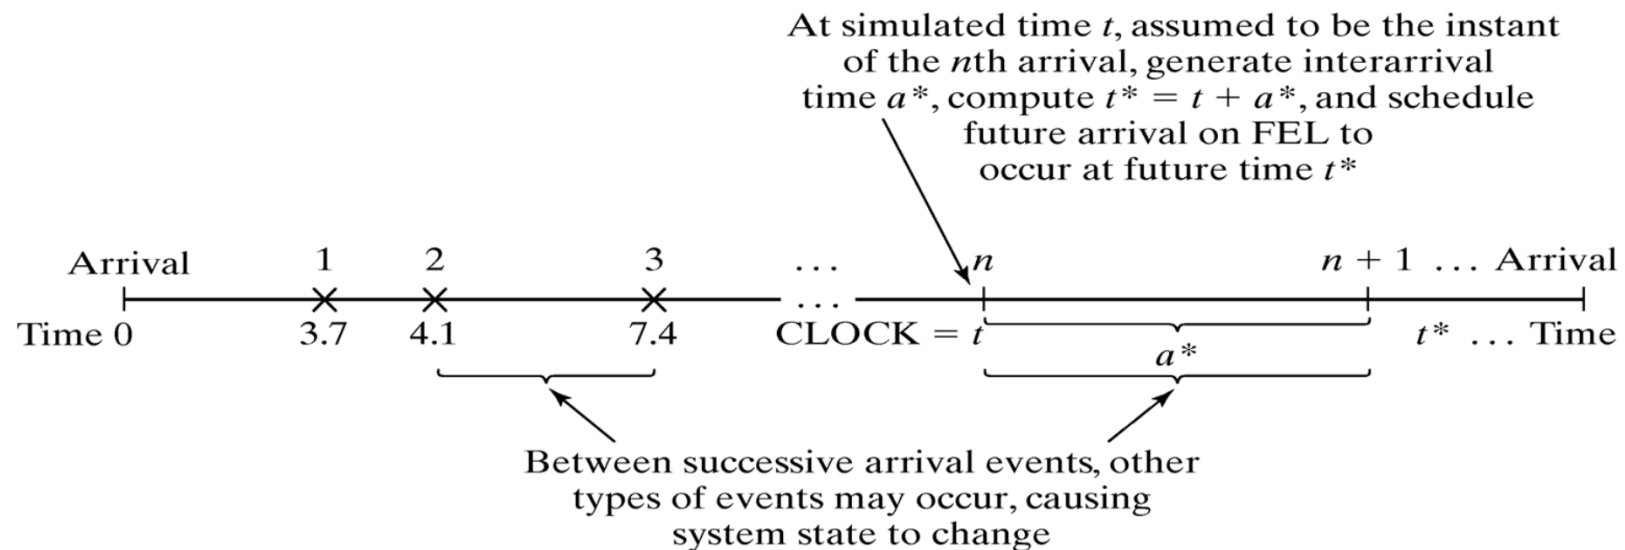 At simulated time t, assumed to be the instant
of the nth arrival, generate interarrival
time a*, compute t* = t + a*, and schedule
future arrival on FEL to
occur at future time t*
Arrival 1 2 3 ... n n + 1 ... Arrival
...
Time 0 3.7 4.1 7.4 CLOCK = t t* ... Time
a*
Between successive arrival events, other
types of events may occur, causing
system state to change